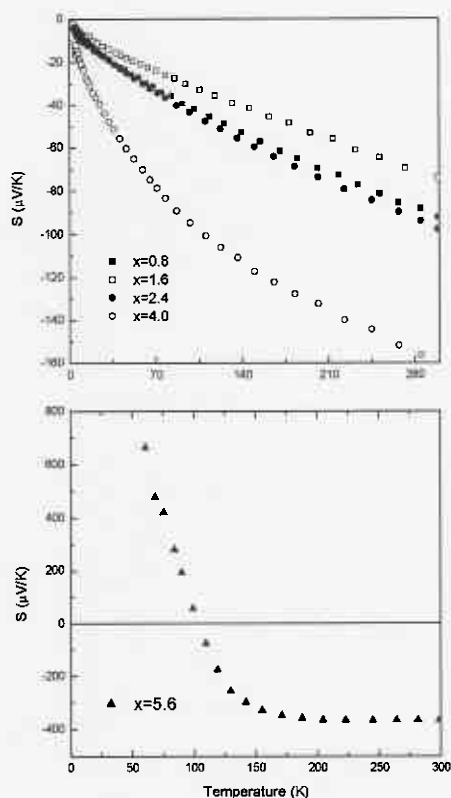 0
-20
-40
-60
-80
-100
-120
-140
-160
S (μV/K)
x=0.8
x=1.6
x=2.4
x=4.0
0 70 140 210 280
800
600
400
200
0
-200
-400
S (μV/K)
x=5.6
0 50 100 150 200 250 300
Temperature (K)